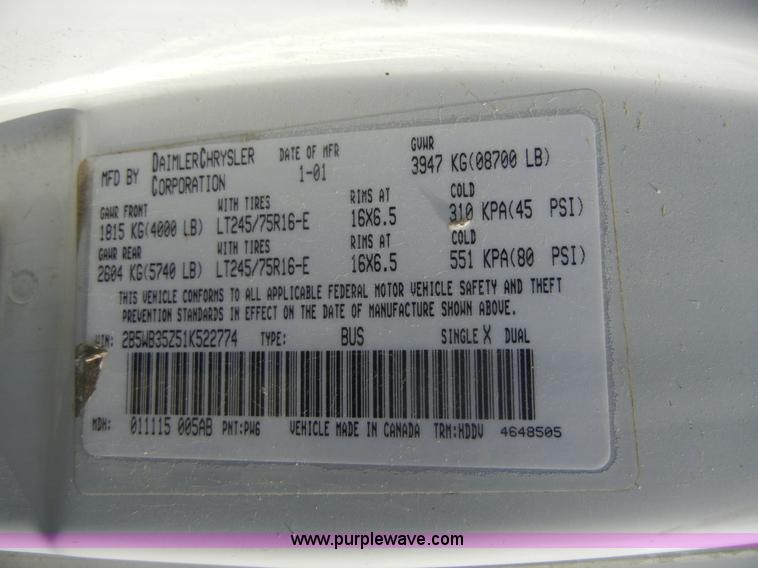 MFD BY DAIMLERCHRYSLER CORPORATION DATE OF MFR 1-01 GVWR 3947 KG(08700 LB)
GAWR FRONT WITH TIRES RIMS AT COLD
1815 KG(4000 LB) LT245/75R16-E 16X6.5 310 KPA(45 PSI)
GAWR REAR WITH TIRES RIMS AT COLD
2604 KG(5740 LB) LT245/75R16-E 16X6.5 551 KPA(80 PSI)
THIS VEHICLE CONFORMS TO ALL APPLICABLE FEDERAL MOTOR VEHICLE SAFETY AND THEFT
PREVENTION STANDARDS IN EFFECT ON THE DATE OF MANUFACTURE SHOWN ABOVE.
VIN: 2B5WB35Z51K522774 TYPE: BUS SINGLE X DUAL
MDH: 011115 005AB PNT:PW6 VEHICLE MADE IN CANADA TRM:HDDV 4648505
www.purplewave.com